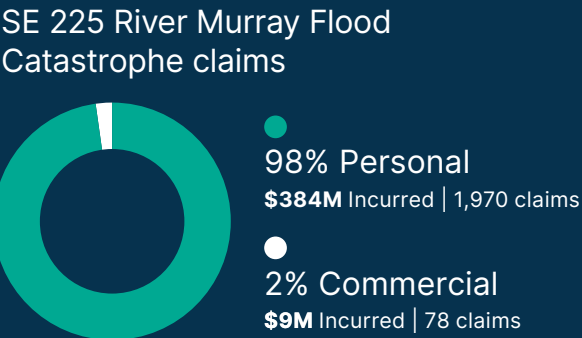 SE 225 River Murray Flood
Catastrophe claims
98% Personal
$384M Incurred | 1,970 claims
2% Commercial
$9M Incurred | 78 claims